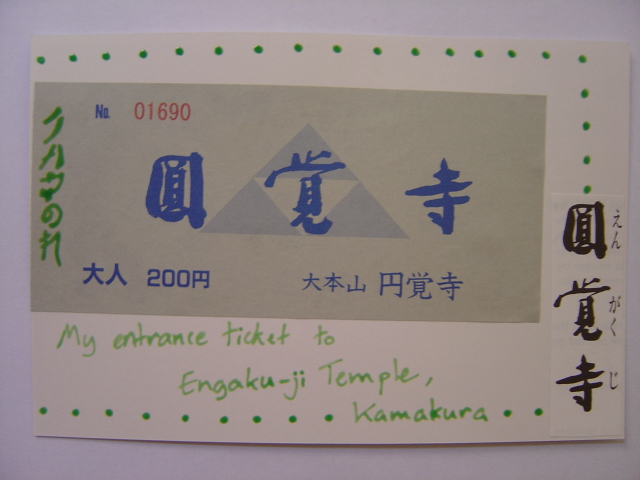 No. 01690
圓覚寺
大人 200円
大本山 円覚寺
My entrance ticket to
Engaku-ji Temple,
Kamakura
圓覚寺
えんがくじ